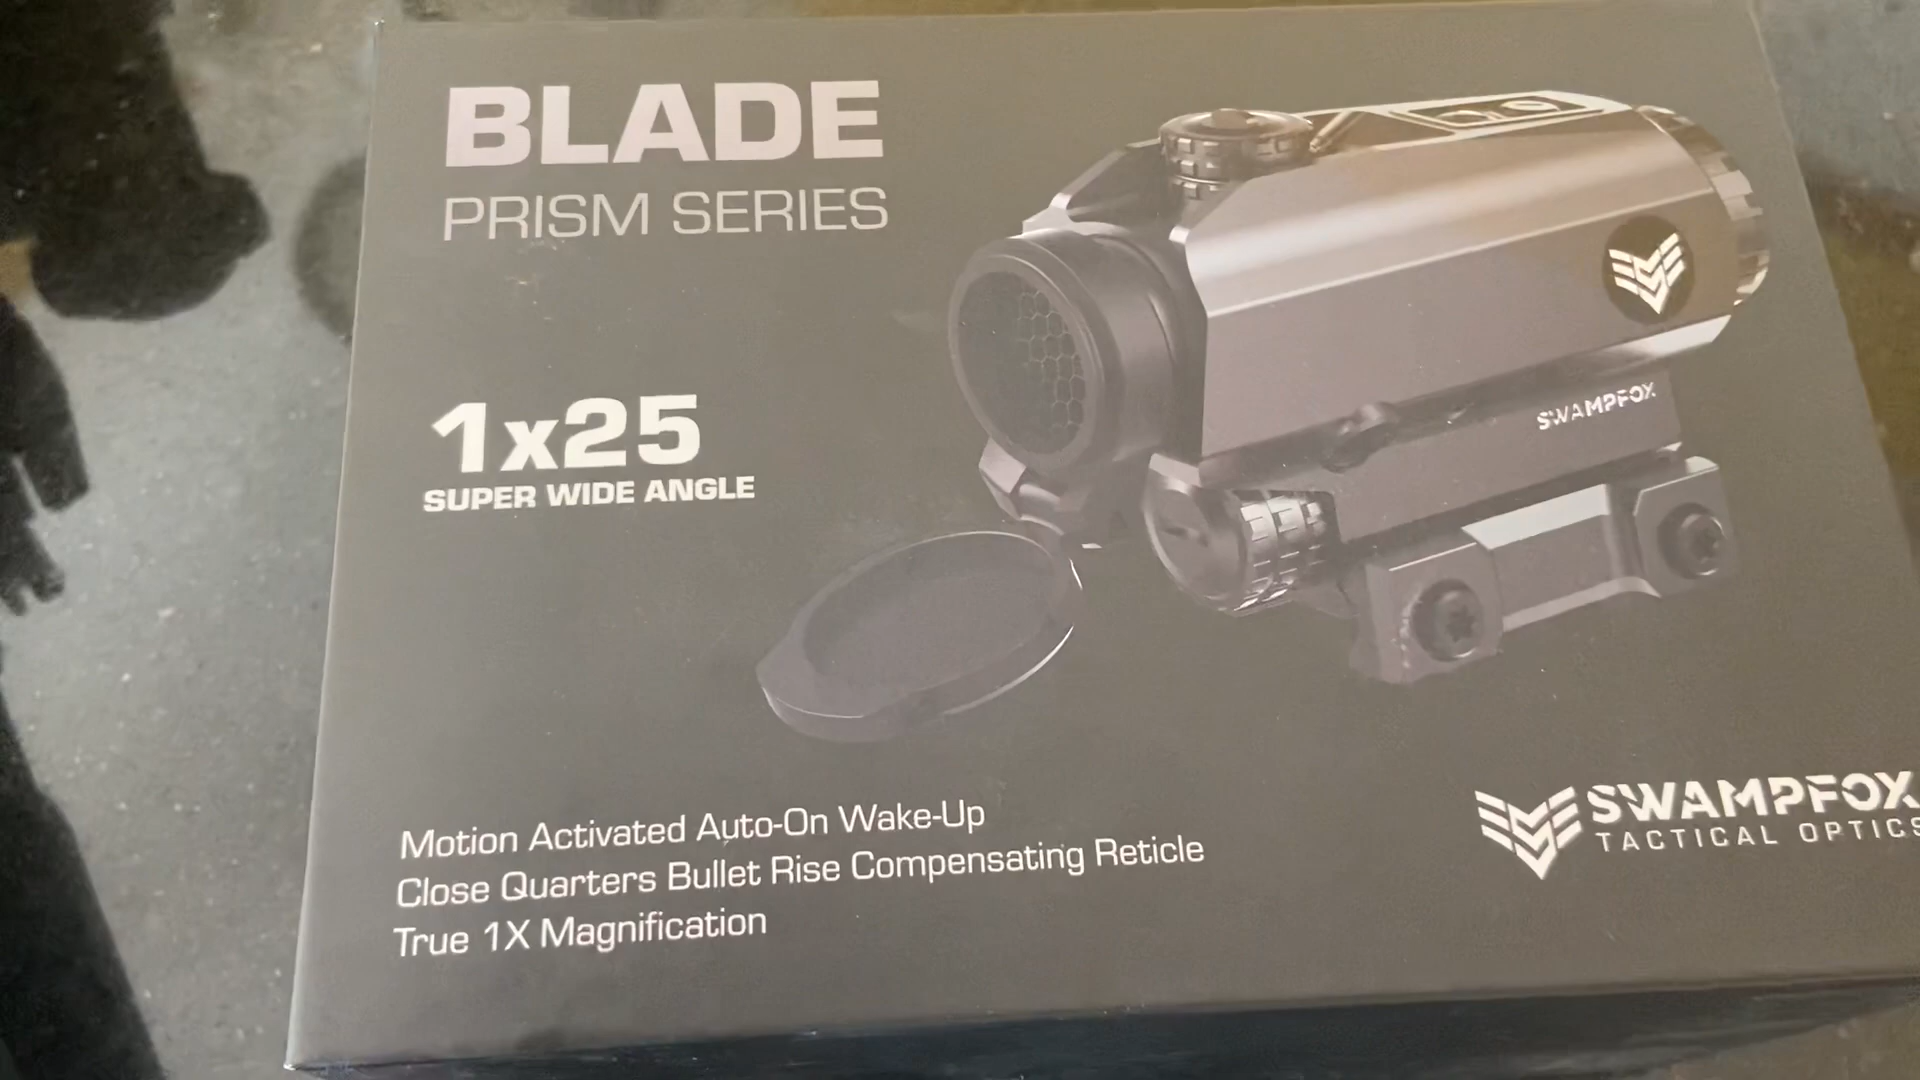 BLADE
PRISM SERIES
1x25
SUPER WIDE ANGLE
SWAMPFOX
Motion Activated Auto-On Wake-Up
Close Quarters Bullet Rise Compensating Reticle
True 1X Magnification
SWAMPFOX
TACTICAL OPTICS